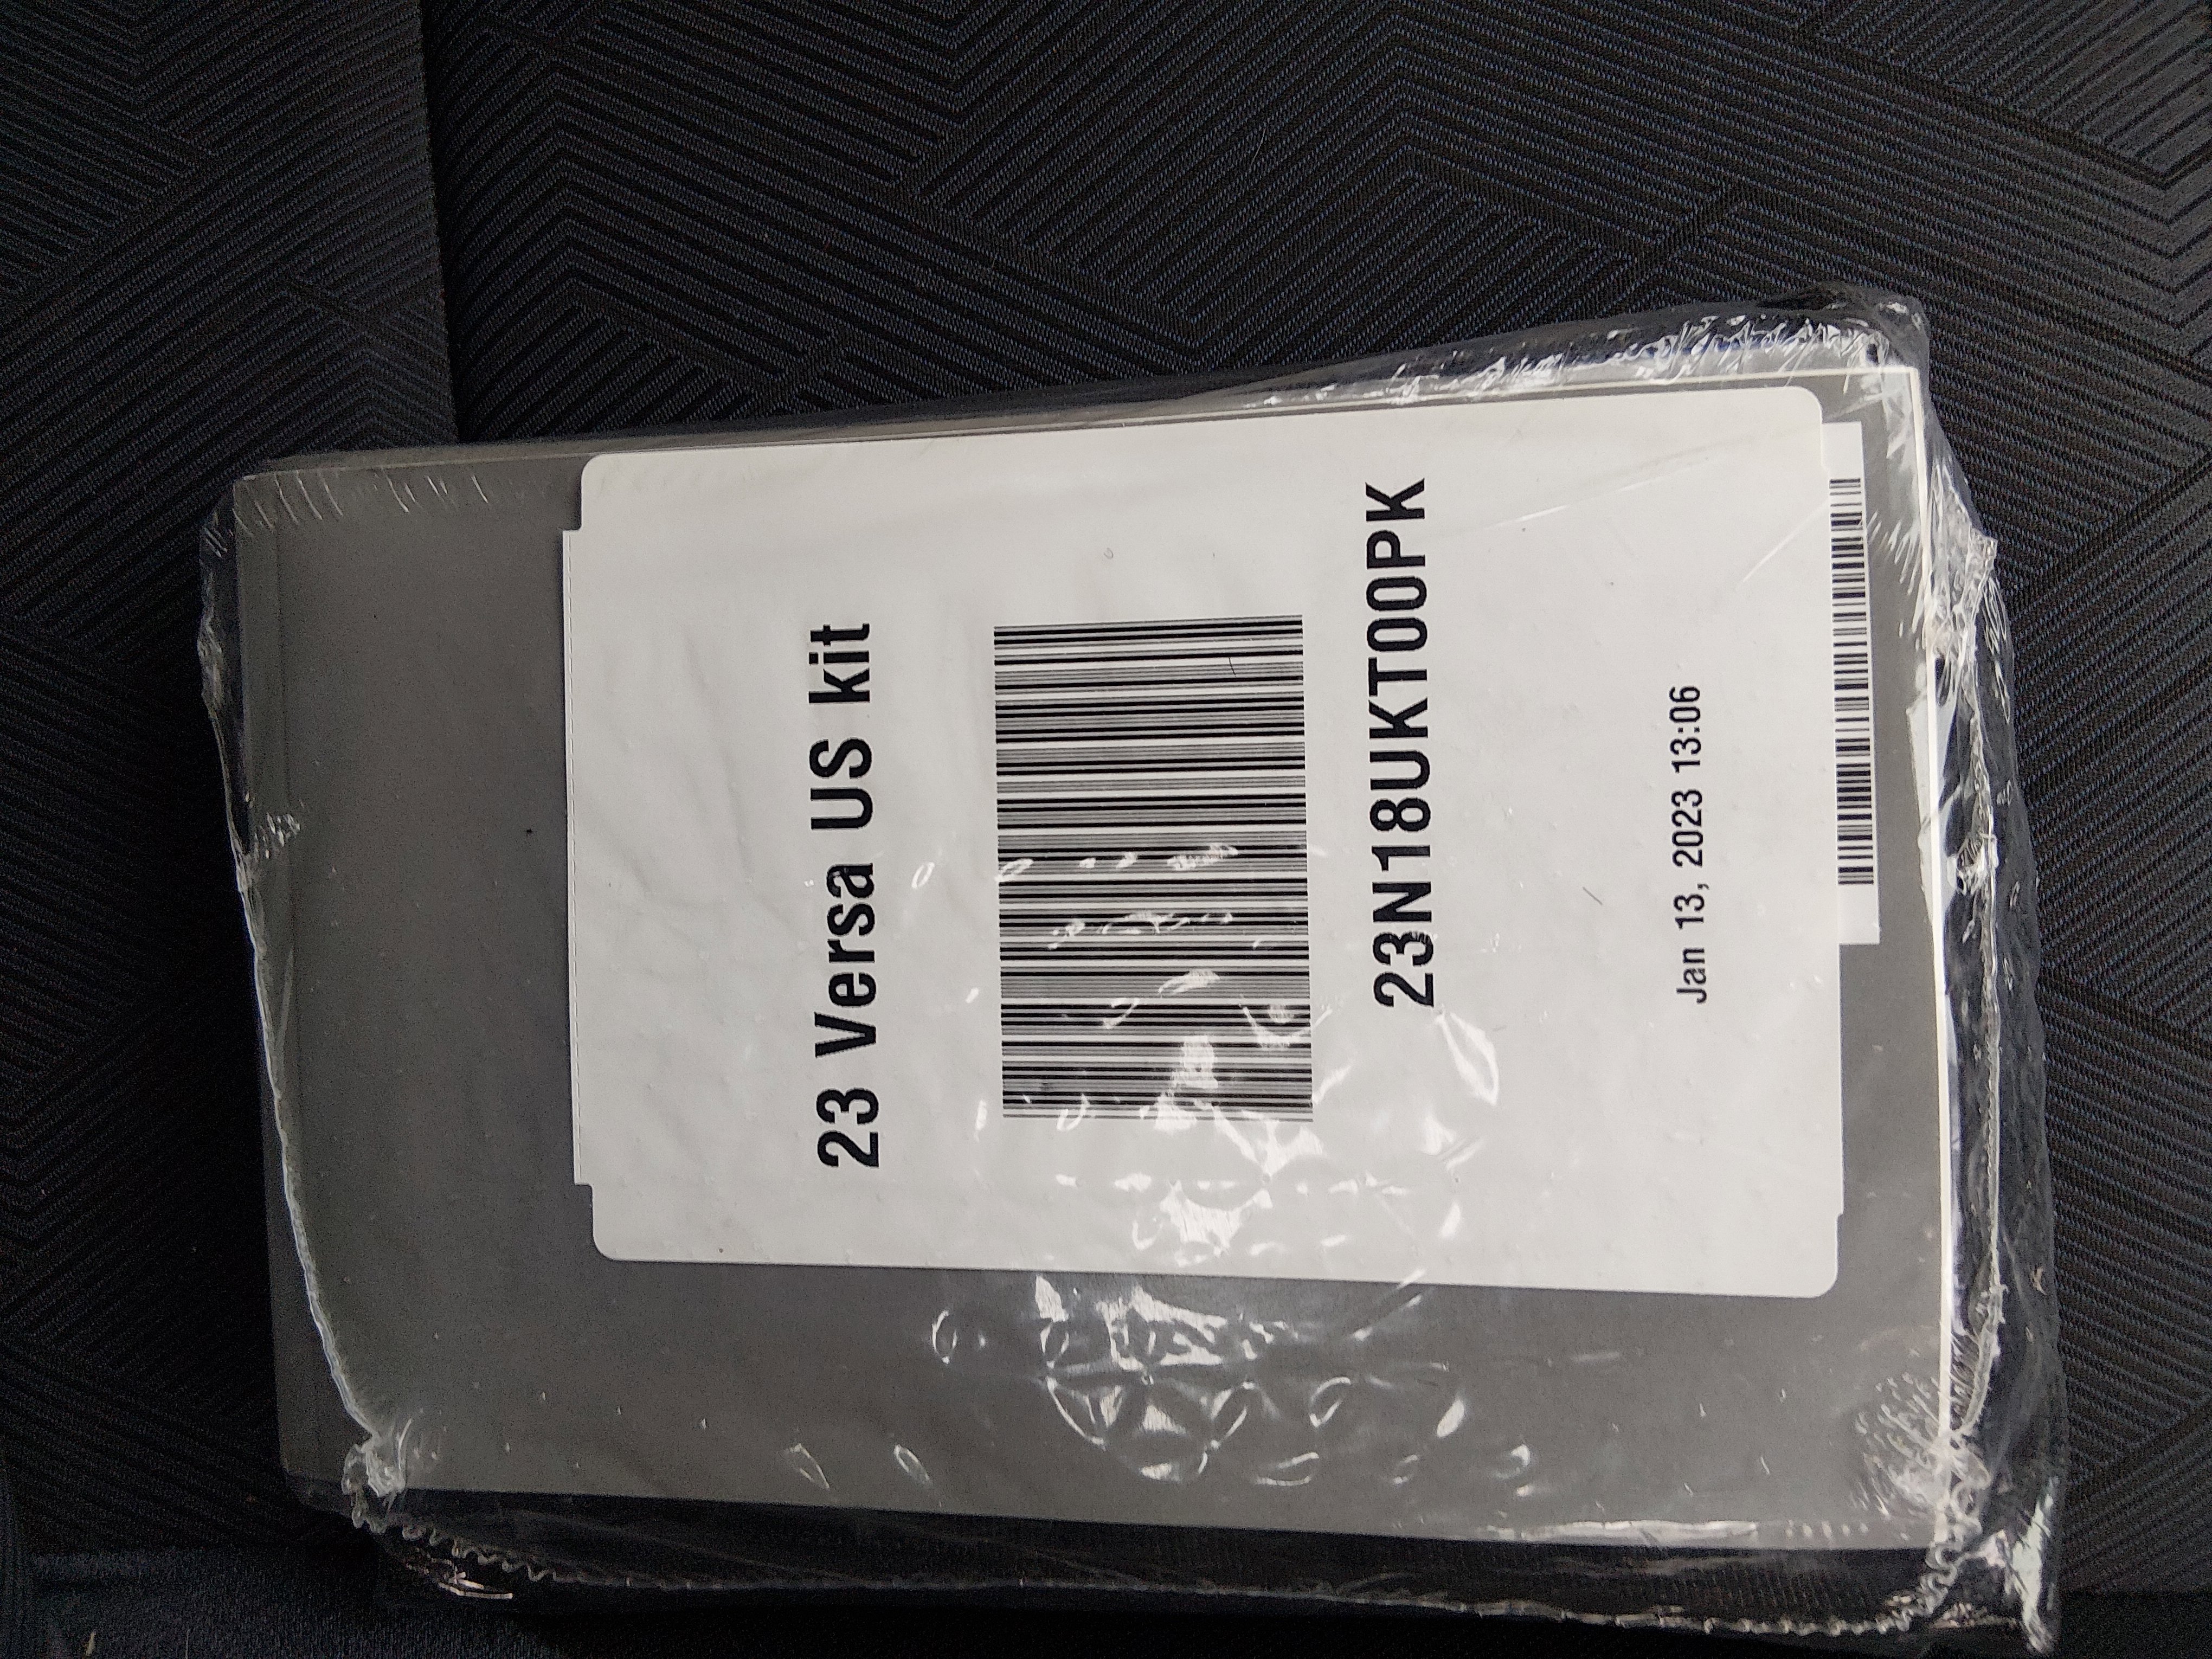 23 Versa US kit
23N18UKT00PK
Jan 13, 2023 13:06